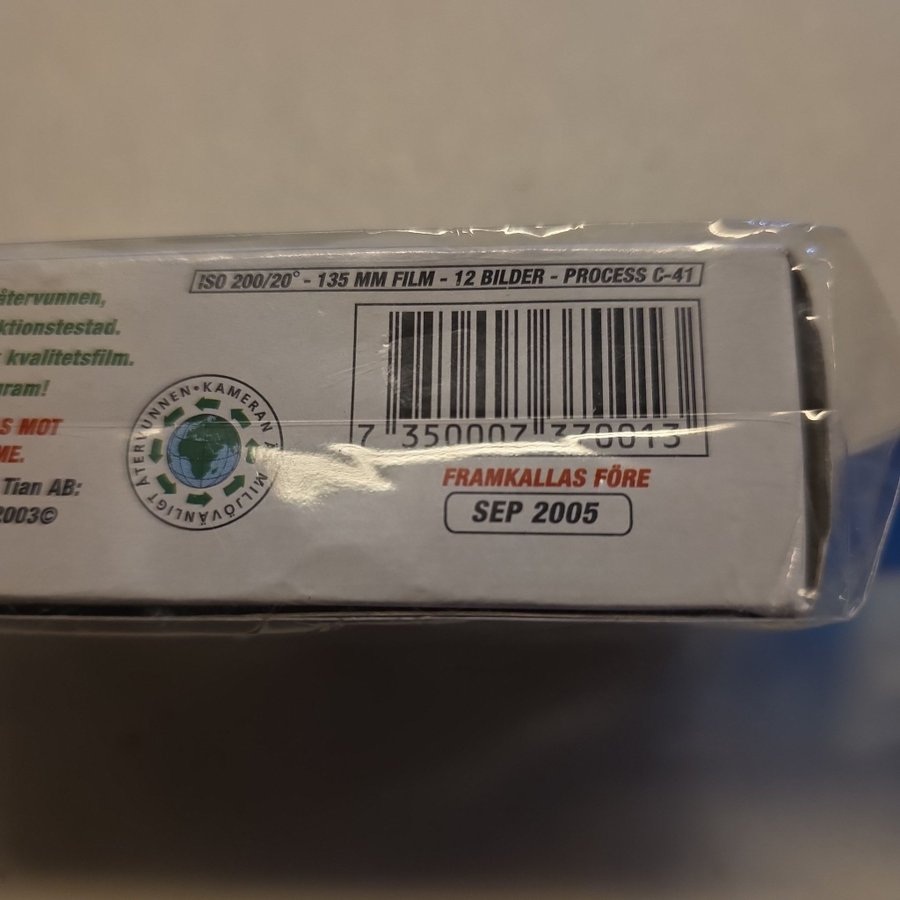 ISO 200/20° - 135 MM FILM - 12 BILDER - PROCESS C-41
återvunnen,
ktionstestad.
kvalitetsfilm.
ram!
S MOT
ME.
Tian AB:
2003©
KAMERAN ÄR MILJÖVÄNLIGT ÅTERVUNNEN •
7 350007 370013
FRAMKALLAS FÖRE
SEP 2005